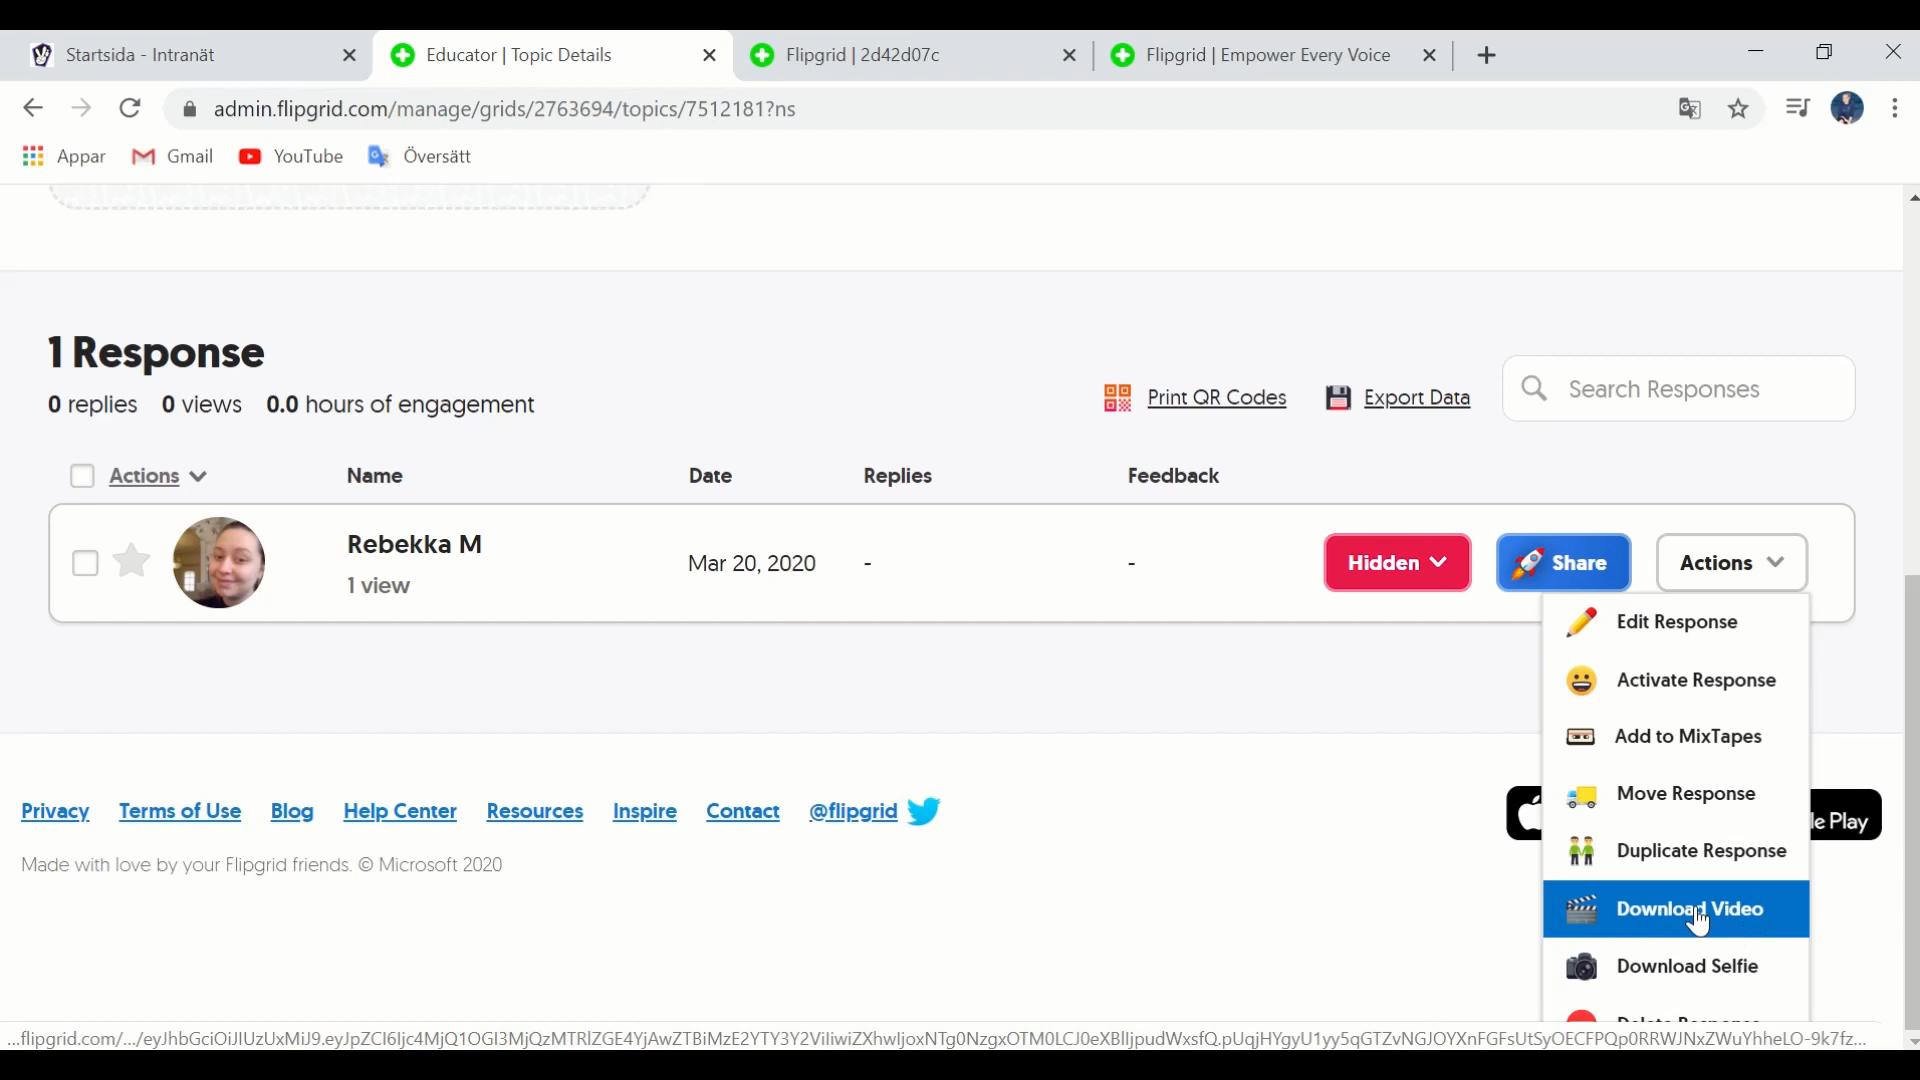 Startsida - Intranät
Educator | Topic Details
Flipgrid | 2d42d07c
Flipgrid | Empower Every Voice
admin.flipgrid.com/manage/grids/2763694/topics/7512181?ns
Appar
Gmail
YouTube
Översätt
1 Response
0 replies 0 views 0.0 hours of engagement
Print QR Codes
Export Data
Search Responses
Actions
Name
Date
Replies
Feedback
Rebekka M
1 view
Mar 20, 2020
-
-
Hidden
Share
Actions
Edit Response
Activate Response
Add to MixTapes
Move Response
Duplicate Response
Download Video
Download Selfie
Delete Response
Privacy
Terms of Use
Blog
Help Center
Resources
Inspire
Contact
@flipgrid
le Play
Made with love by your Flipgrid friends. © Microsoft 2020